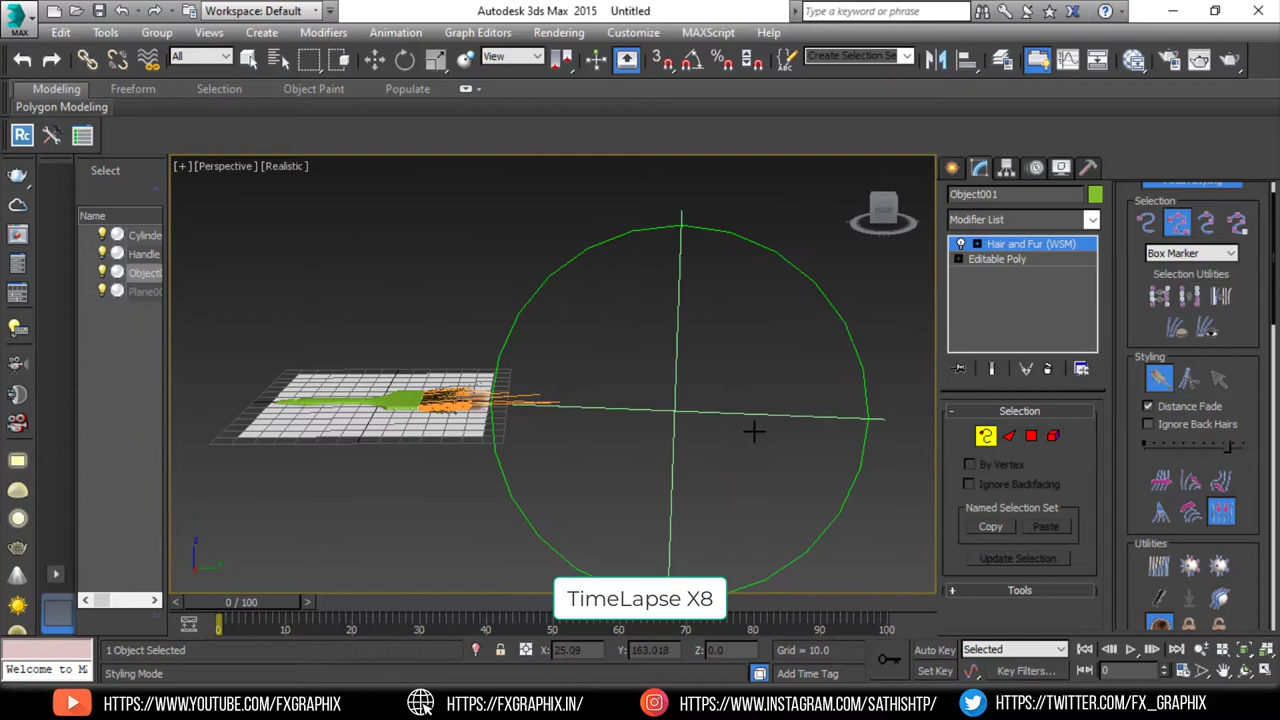 Workspace: Default
Autodesk 3ds Max 2015 Untitled
Type a keyword or phrase
MAX
Edit Tools Group Views Create Modifiers Animation Graph Editors Rendering Customize MAXScript Help
All
View
Create Selection Se
Modeling Freeform Selection Object Paint Populate
Polygon Modeling
Rc
Select
Name
Cylinde
Handle
Object0
Plane00
[+] [Perspective] [Realistic]
z
Object001
Modifier List
Hair and Fur (WSM)
Editable Poly
Selection
By Vertex
Ignore Backfacing
Named Selection Set
Copy Paste
Update Selection
Tools
Selection
Box Marker
Selection Utilities
Styling
Distance Fade
Ignore Back Hairs
Utilities
TimeLapse X8
0 / 100
0 10 20 30 40 50 60 70 80 90 100
1 Object Selected
X: 25.09 Y: 163.018 Z: 0.0
Grid = 10.0
Auto Key
Selected
Welcome to M
Styling Mode
Add Time Tag
Set Key
Key Filters...
0
HTTPS://WWW.YOUTUBE.COM/FXGRAPHIX
HTTPS://FXGRAPHIX.IN/
HTTPS://WWW.INSTAGRAM.COM/SATHISHTP/
HTTPS://TWITTER.COM/FX_GRAPHIX